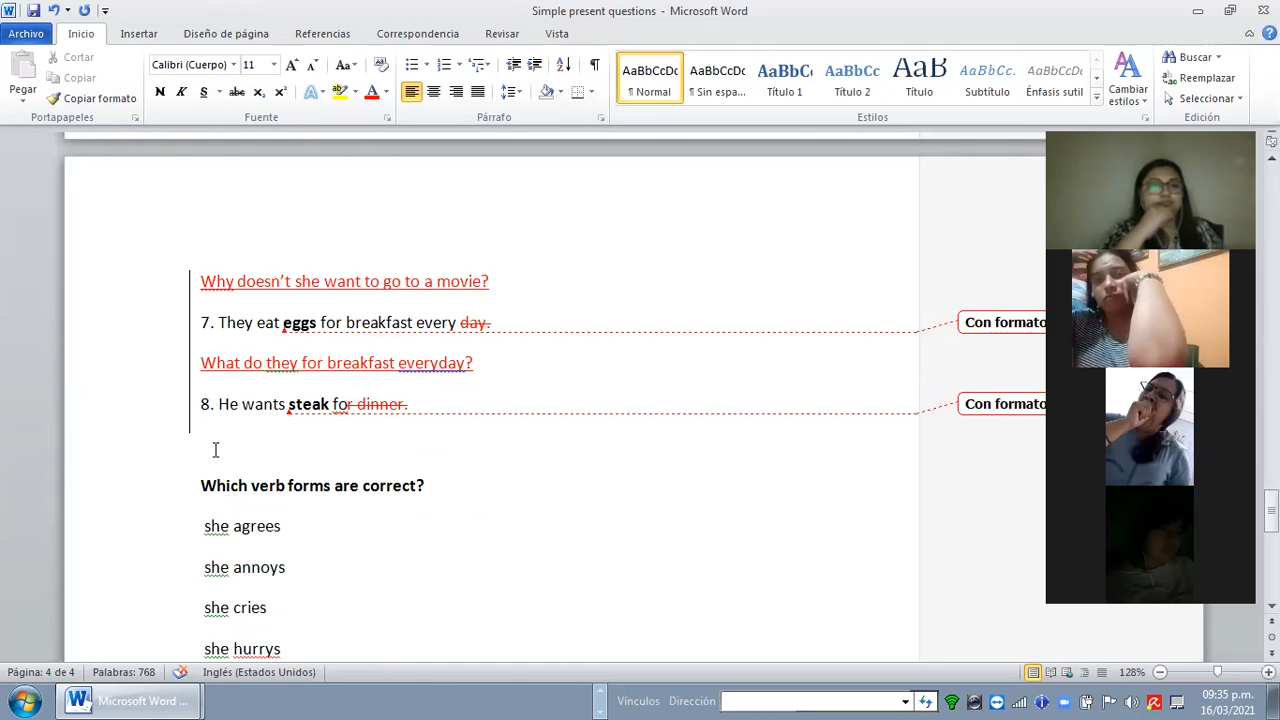 Simple present questions - Microsoft Word
Archivo Inicio Insertar Diseño de página Referencias Correspondencia Revisar Vista
Pegar
Cortar
Copiar
Copiar formato
Portapapeles
Calibri (Cuerpo) 11
N K S abc x₂ x²
Fuente
Párrafo
AaBbCcDc AaBbCcDc AaBbC AaBbCc AaB AaBbCc. AaBbCcDc
¶ Normal ¶ Sin espa... Título 1 Título 2 Título Subtítulo Énfasis sutil
Cambiar estilos
Estilos
Buscar
Reemplazar
Seleccionar
Edición
Why doesn't she want to go to a movie?
7. They eat eggs for breakfast every day.
Con formato
What do they for breakfast everyday?
8. He wants steak for dinner.
Con formato
Which verb forms are correct?
she agrees
she annoys
she cries
she hurrys
Página: 4 de 4 Palabras: 768 Inglés (Estados Unidos) 128%
Microsoft Word ... Vínculos Dirección
09:35 p.m.
16/03/2021